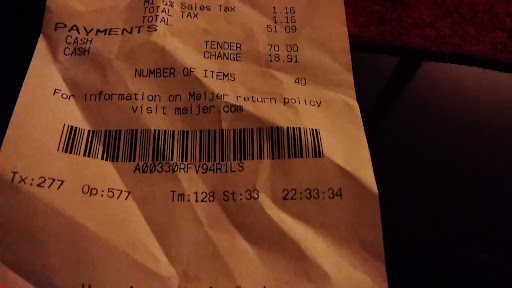 MI 6% Sales Tax 1.16
TOTAL TAX 1.16
TOTAL 51.09
PAYMENTS
CASH TENDER 70.00
CASH CHANGE 18.91
NUMBER OF ITEMS 40
For information on Meijer return policy
visit meijer.com
A00330RFV94R1LS
Tx:277 Op:577 Tm:128 St:33 22:33:34